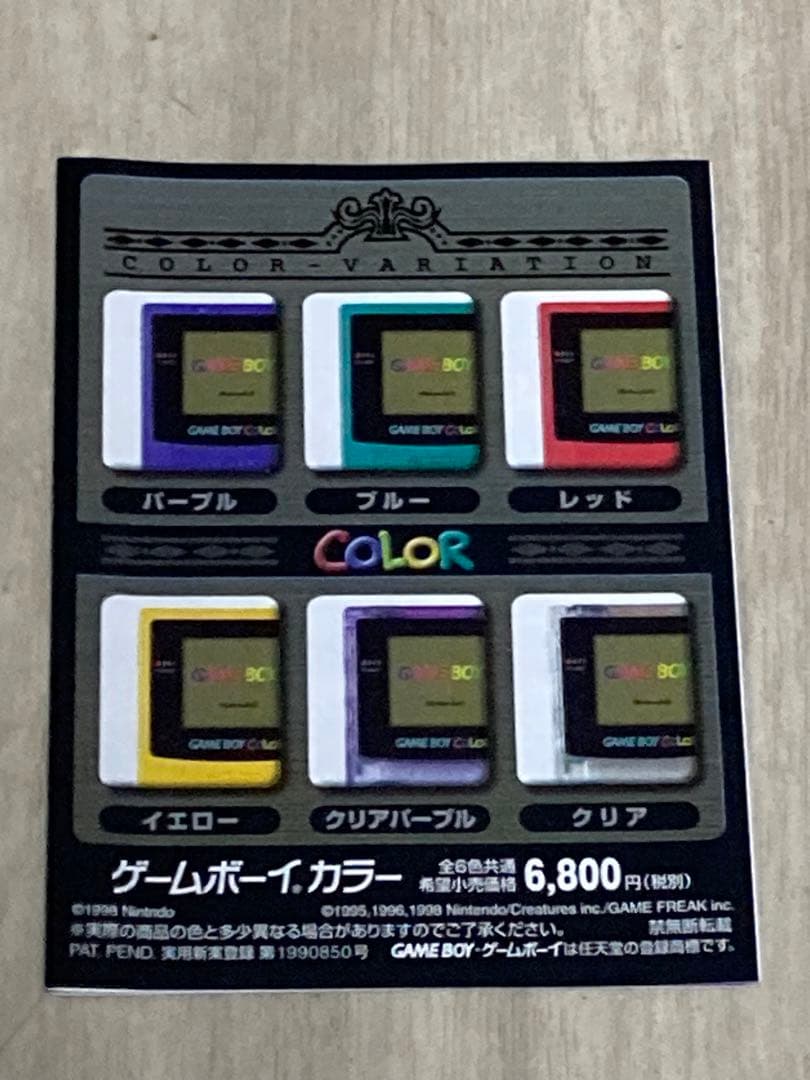 COLOR-VARIATION
GAME BOY
GAME BOY COLOR
GAME BOY
GAME BOY COLOR
GAME BOY
GAME BOY COLOR
パープル
ブルー
レッド
COLOR
GAME BOY
GAME BOY COLOR
GAME BOY
GAME BOY COLOR
GAME BOY
GAME BOY COLOR
イエロー
クリアパープル
クリア
ゲームボーイ®カラー
全6色共通
希望小売価格 6,800円(税別)
©1998 Nintndo
©1995,1996,1998 Nintendo/Creatures inc./GAME FREAK inc.
※実際の商品の色と多少異なる場合がありますのでご了承ください。
禁無断転載
PAT. PEND. 実用新案登録 第1990850号
GAME BOY・ゲームボーイは任天堂の登録商標です。